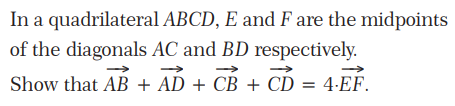 In a quadrilateral ABCD, E and F are the midpoints
of the diagonals AC and BD respectively.
Show that $\overrightarrow{AB} + \overrightarrow{AD} + \overrightarrow{CB} + \overrightarrow{CD} = 4 \cdot \overrightarrow{EF}$.